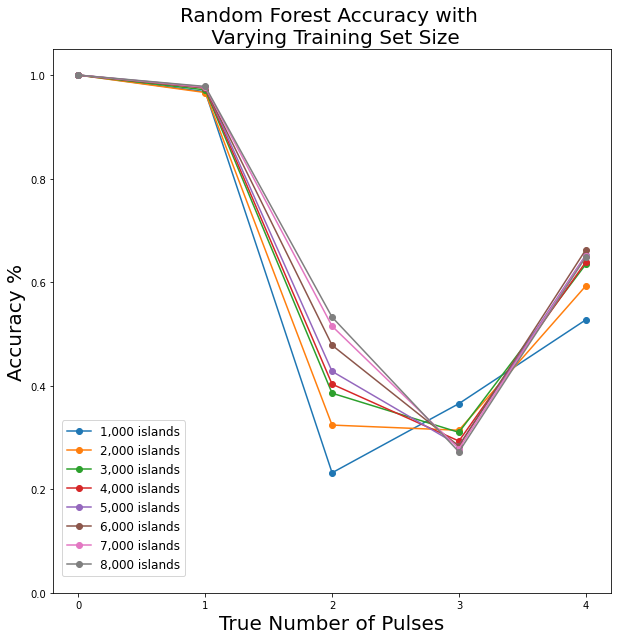 Random Forest Accuracy with
Varying Training Set Size
Accuracy %
1.0
0.8
0.6
0.4
0.2
0.0
1,000 islands
2,000 islands
3,000 islands
4,000 islands
5,000 islands
6,000 islands
7,000 islands
8,000 islands
0 1 2 3 4
True Number of Pulses